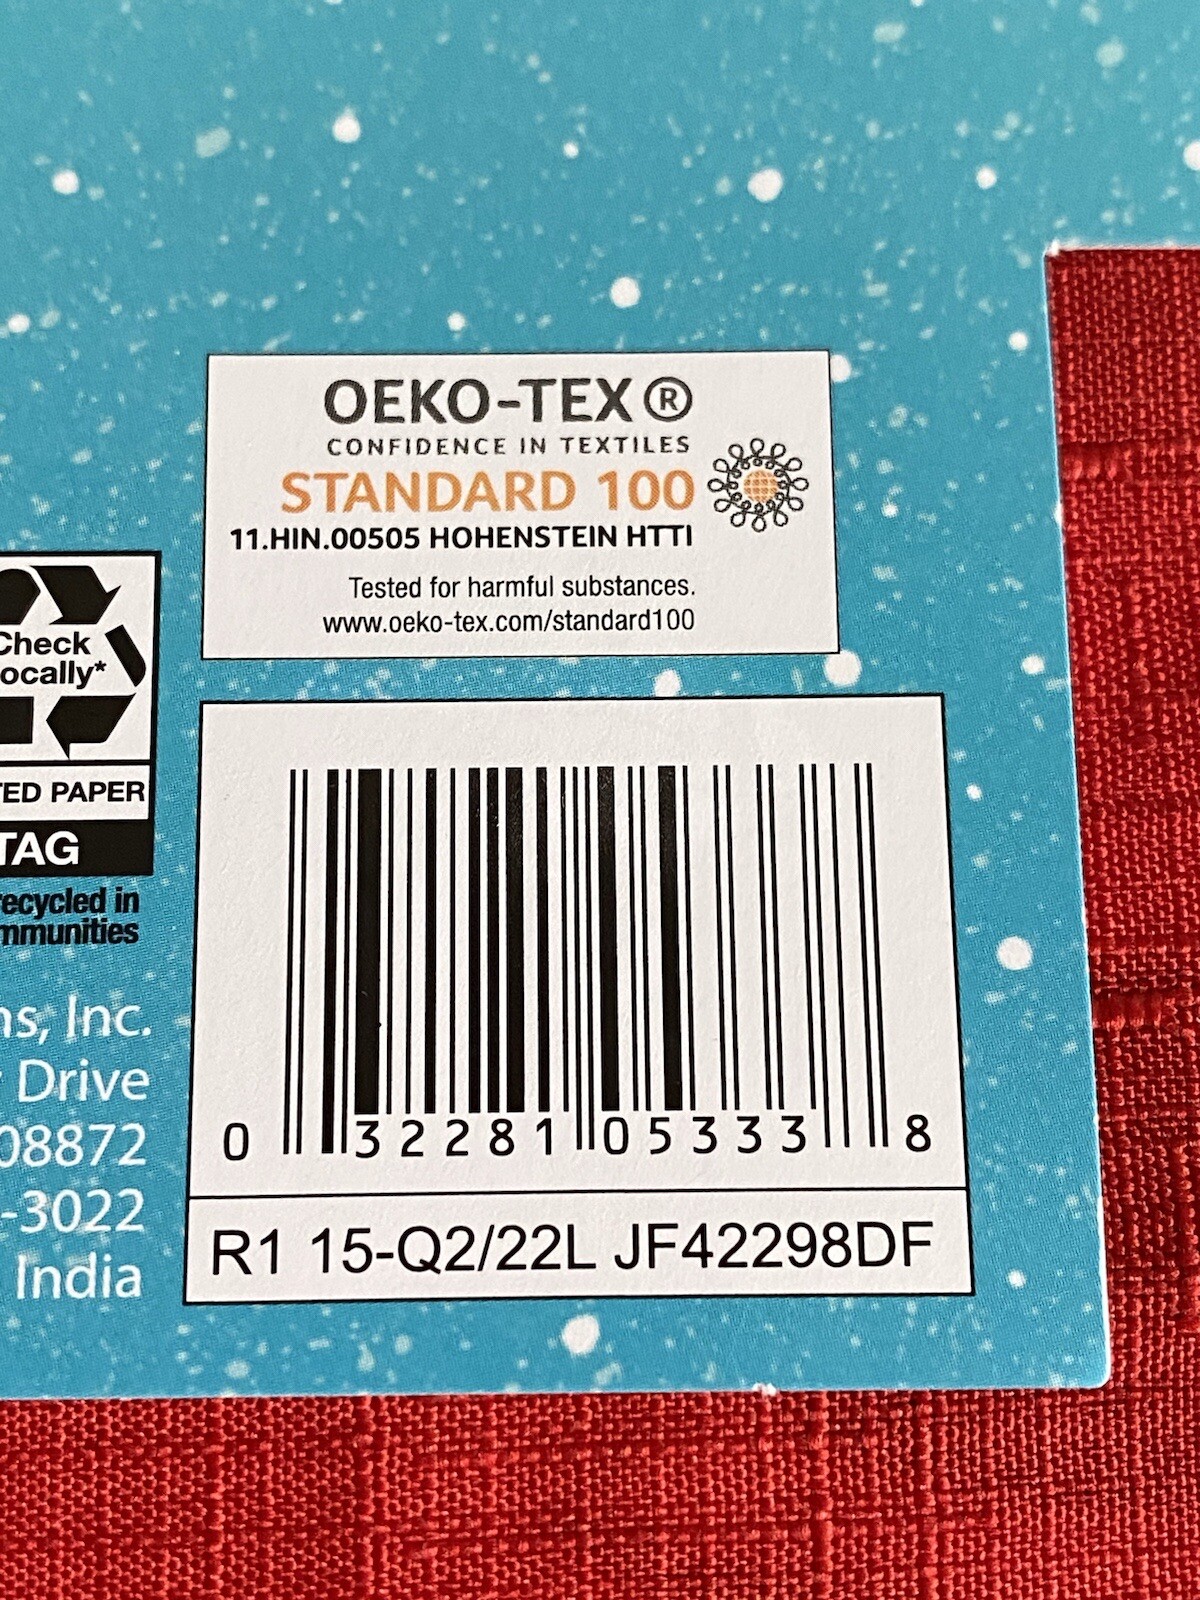 OEKO-TEX®
CONFIDENCE IN TEXTILES
STANDARD 100
11.HIN.00505 HOHENSTEIN HTTI
Tested for harmful substances.
www.oeko-tex.com/standard100
Check
ocally*
TED PAPER
TAG
recycled in
mmunities
ns, Inc.
Drive
08872
-3022
India
0 32281 05333 8
R1 15-Q2/22L JF42298DF